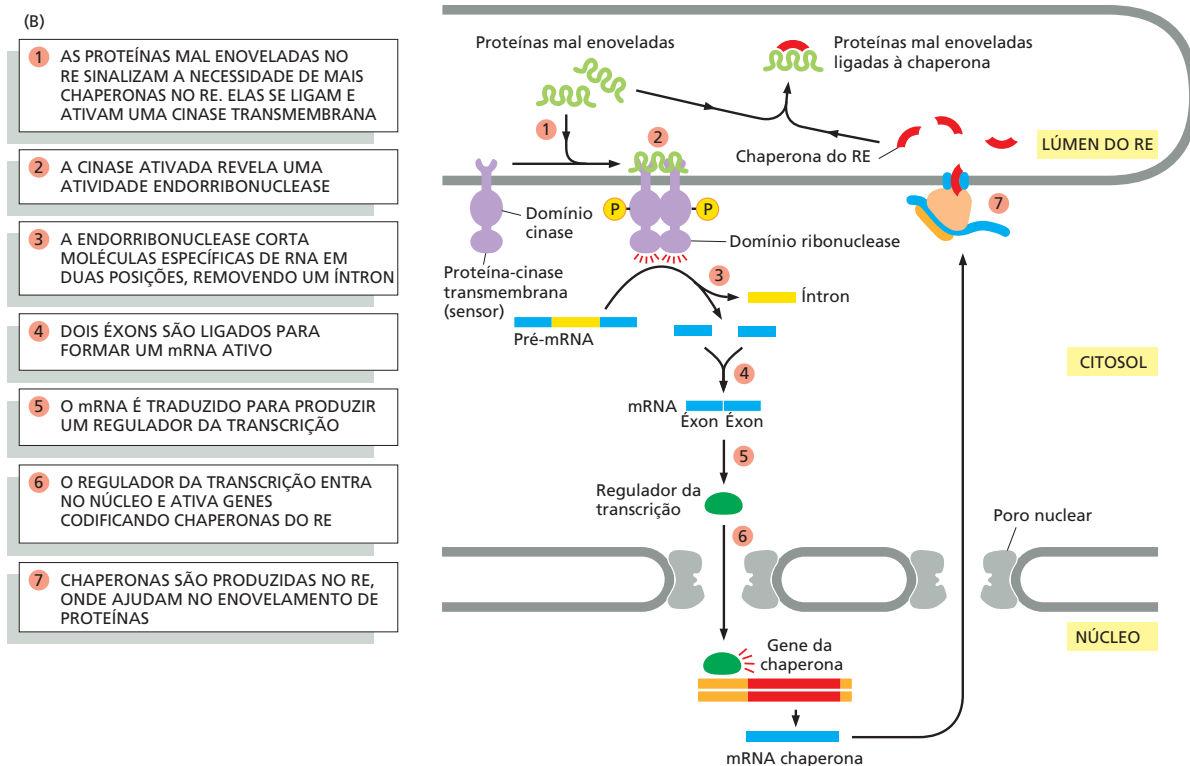 (B)
1 AS PROTEÍNAS MAL ENOVELADAS NO
RE SINALIZAM A NECESSIDADE DE MAIS
CHAPERONAS NO RE. ELAS SE LIGAM E
ATIVAM UMA CINASE TRANSMEMBRANA
2 A CINASE ATIVADA REVELA UMA
ATIVIDADE ENDORRIBONUCLEASE
3 A ENDORRIBONUCLEASE CORTA
MOLÉCULAS ESPECÍFICAS DE RNA EM
DUAS POSIÇÕES, REMOVENDO UM ÍNTRON
4 DOIS ÉXONS SÃO LIGADOS PARA
FORMAR UM mRNA ATIVO
5 O mRNA É TRADUZIDO PARA PRODUZIR
UM REGULADOR DA TRANSCRIÇÃO
6 O REGULADOR DA TRANSCRIÇÃO ENTRA
NO NÚCLEO E ATIVA GENES
CODIFICANDO CHAPERONAS DO RE
7 CHAPERONAS SÃO PRODUZIDAS NO RE,
ONDE AJUDAM NO ENOVELAMENTO DE
PROTEÍNAS
Proteínas mal enoveladas
Proteínas mal enoveladas
ligadas à chaperona
1
2
Chaperona do RE
LÚMEN DO RE
P
P
7
Domínio
cinase
Domínio ribonuclease
Proteína-cinase
transmembrana
(sensor)
3
Íntron
Pré-mRNA
CITOSOL
4
mRNA
Éxon Éxon
5
Regulador da
transcrição
6
Poro nuclear
NÚCLEO
Gene da
chaperona
mRNA chaperona